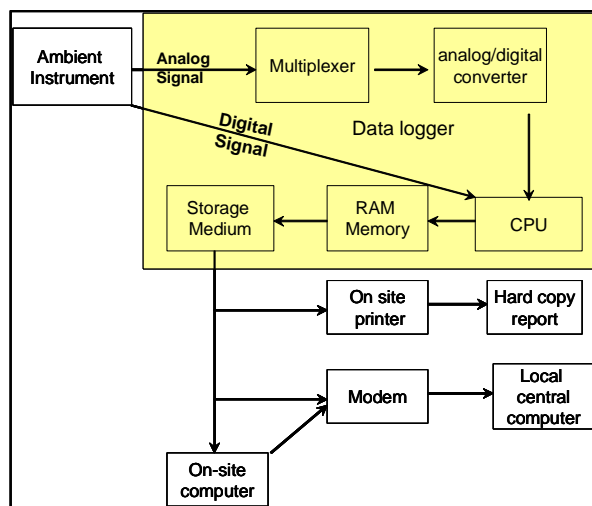 Ambient
Instrument
Analog
Signal
Multiplexer
analog/digital
converter
Digital
Signal
Data logger
Storage
Medium
RAM
Memory
CPU
On site
printer
Hard copy
report
Modem
Local
central
computer
On-site
computer